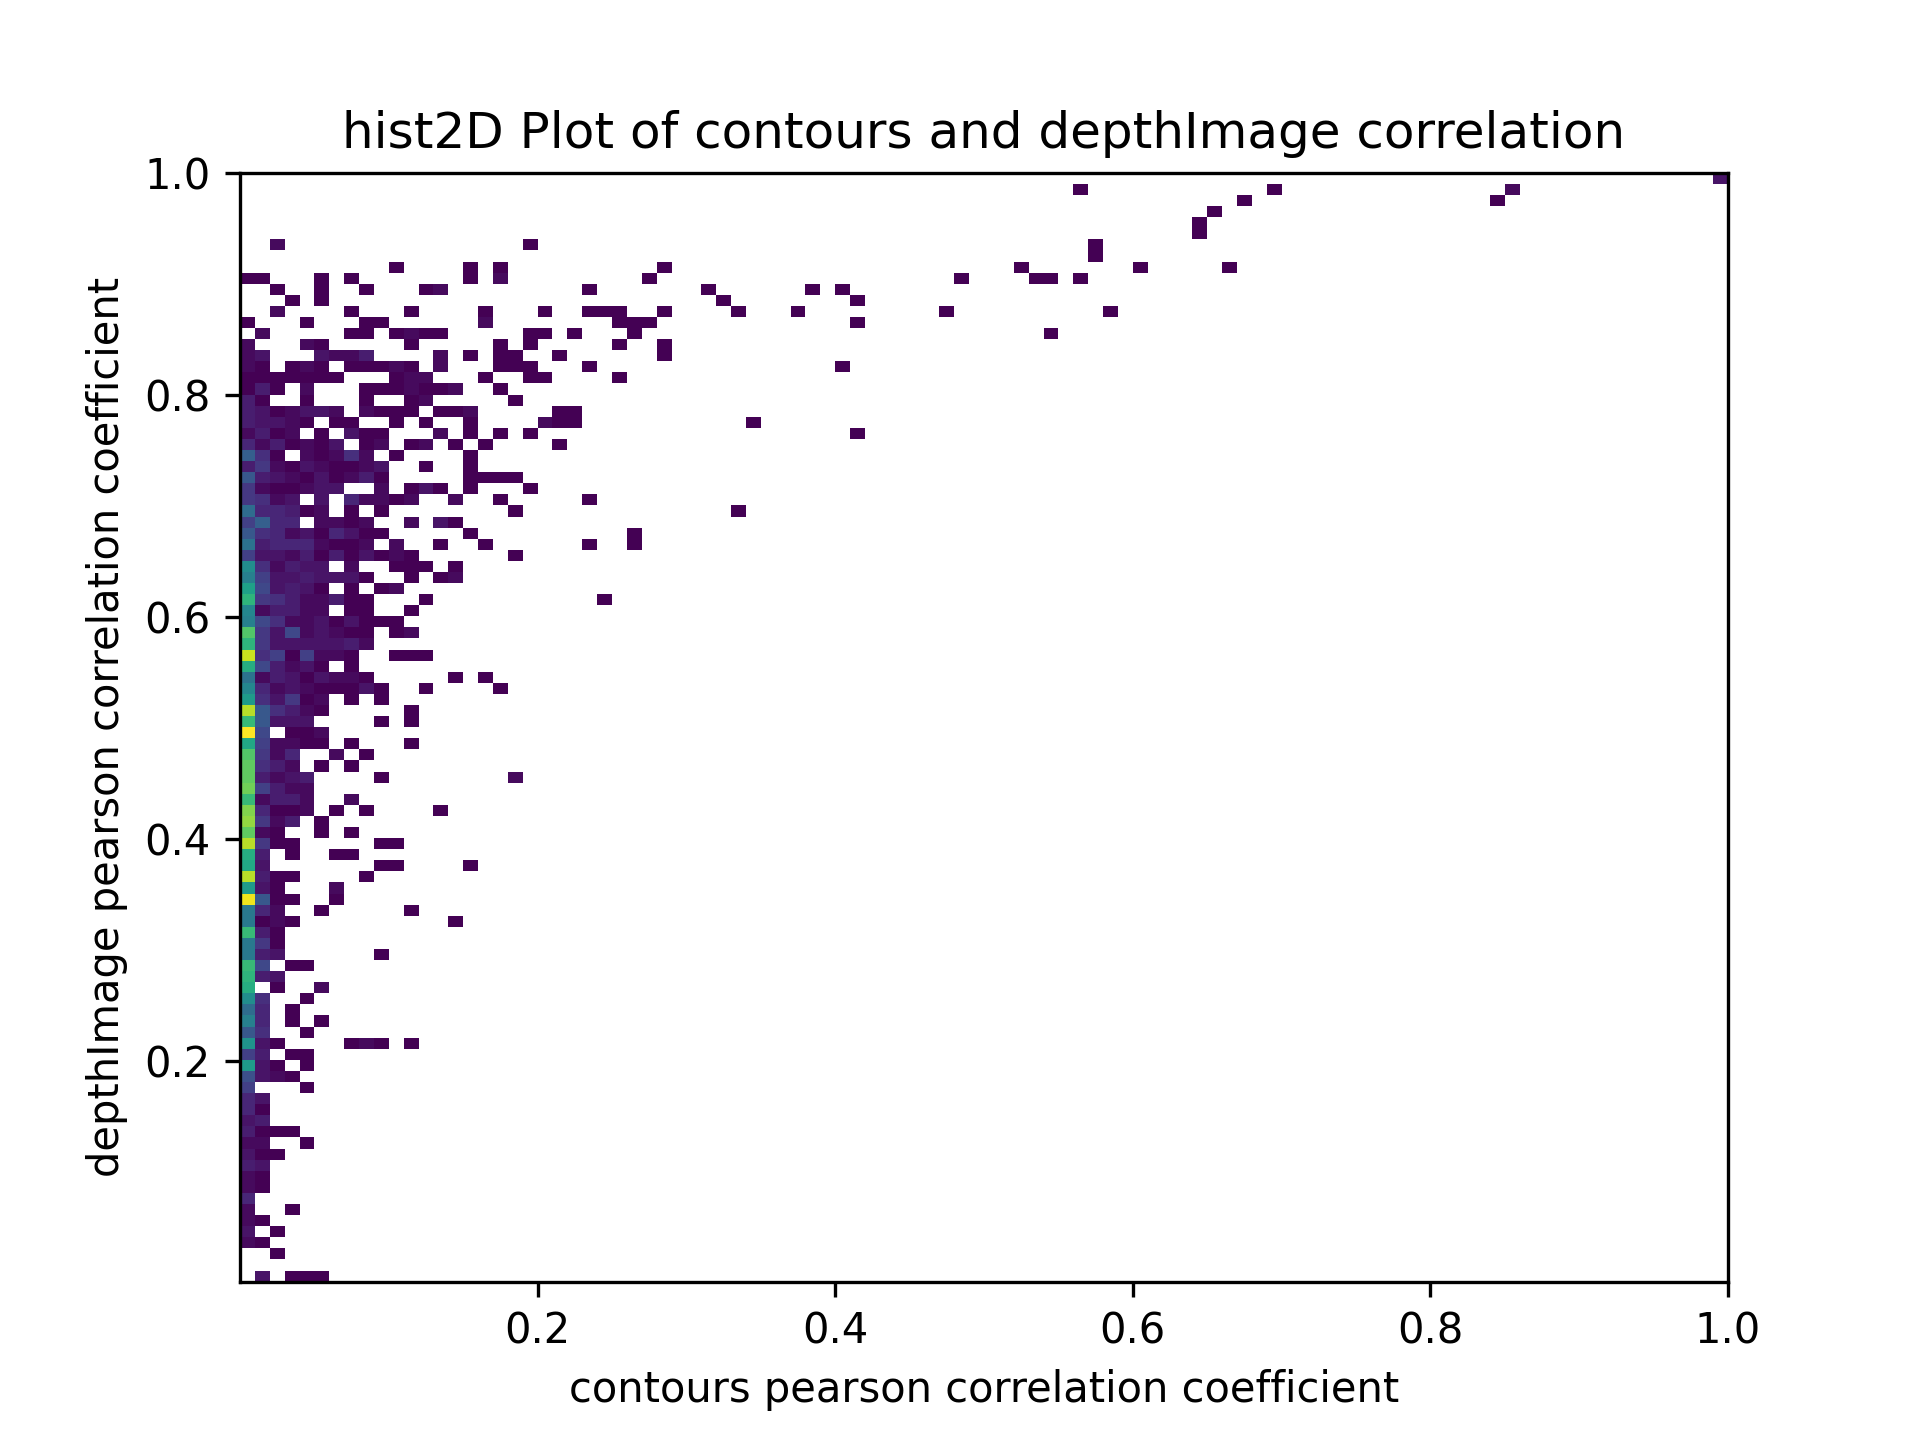 hist2D Plot of contours and depthImage correlation
1.0
0.8
0.6
0.4
0.2
depthImage pearson correlation coefficient
0.2 0.4 0.6 0.8 1.0
contours pearson correlation coefficient